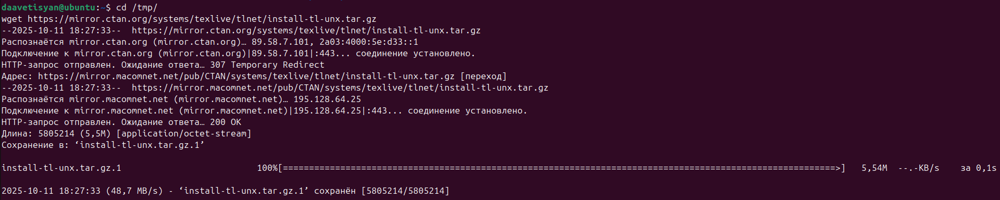 daavetisyan@ubuntu:~$ cd /tmp/
wget https://mirror.ctan.org/systems/texlive/tlnet/install-tl-unx.tar.gz
--2025-10-11 18:27:33--  https://mirror.ctan.org/systems/texlive/tlnet/install-tl-unx.tar.gz
Распознаётся mirror.ctan.org (mirror.ctan.org)… 89.58.7.101, 2a03:4000:5e:d33::1
Подключение к mirror.ctan.org (mirror.ctan.org)|89.58.7.101|:443... соединение установлено.
HTTP-запрос отправлен. Ожидание ответа… 307 Temporary Redirect
Адрес: https://mirror.macomnet.net/pub/CTAN/systems/texlive/tlnet/install-tl-unx.tar.gz [переход]
--2025-10-11 18:27:33--  https://mirror.macomnet.net/pub/CTAN/systems/texlive/tlnet/install-tl-unx.tar.gz
Распознаётся mirror.macomnet.net (mirror.macomnet.net)… 195.128.64.25
Подключение к mirror.macomnet.net (mirror.macomnet.net)|195.128.64.25|:443... соединение установлено.
HTTP-запрос отправлен. Ожидание ответа… 200 OK
Длина: 5805214 (5,5M) [application/octet-stream]
Сохранение в: ‘install-tl-unx.tar.gz.1’
install-tl-unx.tar.gz.1                          100%[==========================================================================================================>]   5,54M  --.-KB/s    за 0,1s
2025-10-11 18:27:33 (48,7 MB/s) - ‘install-tl-unx.tar.gz.1’ сохранён [5805214/5805214]